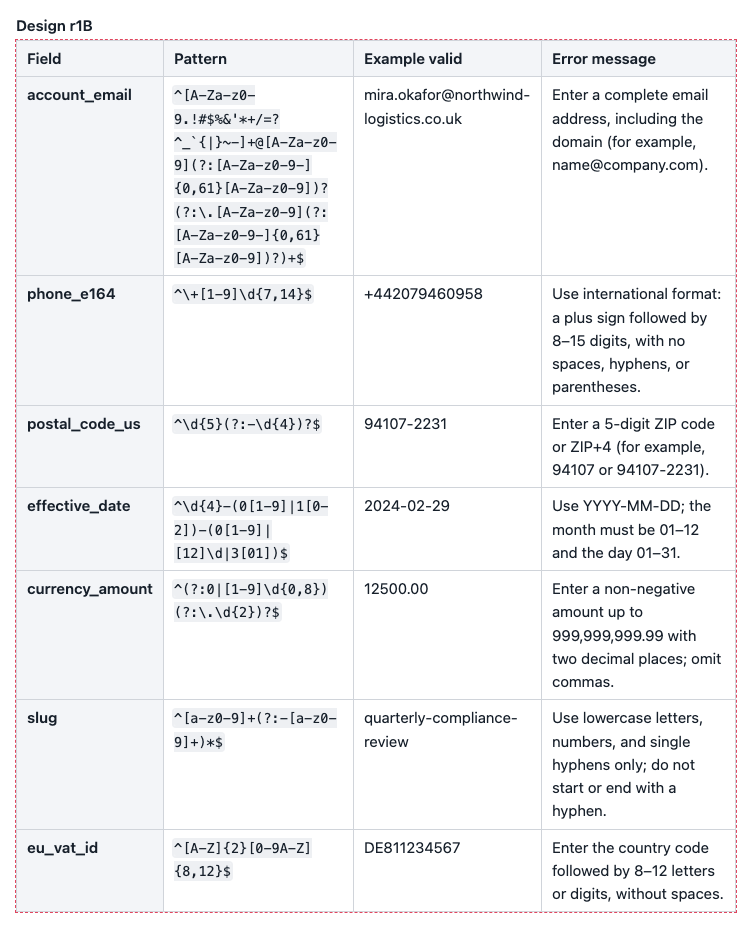 Design r1B
Field Pattern Example valid Error message
account_email ^[A-Za-z0- mira.okafor@northwind- Enter a complete email
9.!#$%&'*+/=? logistics.co.uk address, including the
^_`{|}~-]+@[A-Za-z0- domain (for example,
9](?:[A-Za-z0-9-] name@company.com).
{0,61}[A-Za-z0-9])?
(?:\.[A-Za-z0-9](?:
[A-Za-z0-9-]{0,61}
[A-Za-z0-9])?)+$
phone_e164 ^\+[1-9]\d{7,14}$ +442079460958 Use international format:
a plus sign followed by
8–15 digits, with no
spaces, hyphens, or
parentheses.
postal_code_us ^\d{5}(?:-\d{4})?$ 94107-2231 Enter a 5-digit ZIP code
or ZIP+4 (for example,
94107 or 94107-2231).
effective_date ^\d{4}-(0[1-9]|1[0- 2024-02-29 Use YYYY-MM-DD; the
2])-(0[1-9]| month must be 01–12
[12]\d|3[01])$ and the day 01–31.
currency_amount ^(?:0|[1-9]\d{0,8}) 12500.00 Enter a non-negative
(?:\.\d{2})?$ amount up to
999,999,999.99 with
two decimal places; omit
commas.
slug ^[a-z0-9]+(?:-[a-z0- quarterly-compliance- Use lowercase letters,
9]+)*$ review numbers, and single
hyphens only; do not
start or end with a
hyphen.
eu_vat_id ^[A-Z]{2}[0-9A-Z] DE811234567 Enter the country code
{8,12}$ followed by 8–12 letters
or digits, without spaces.